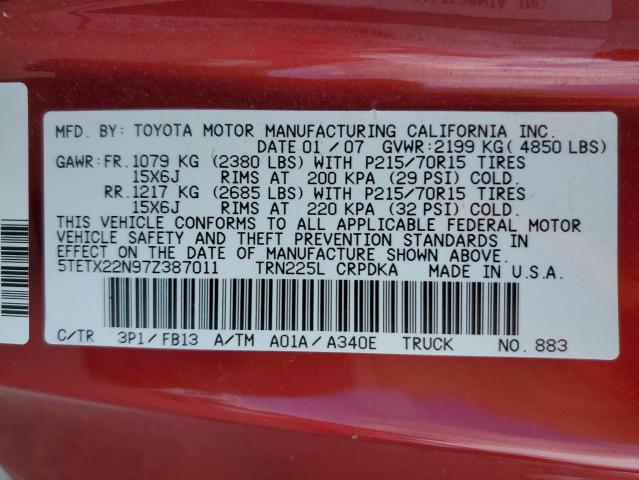 MFD. BY: TOYOTA MOTOR MANUFACTURING CALIFORNIA INC.
DATE 01 / 07 GVWR: 2199 KG( 4850 LBS)
GAWR: FR. 1079 KG (2380 LBS) WITH P215/70R15 TIRES
15X6J RIMS AT 200 KPA (29 PSI) COLD.
RR. 1217 KG (2685 LBS) WITH P215/70R15 TIRES
15X6J RIMS AT 220 KPA (32 PSI) COLD.
THIS VEHICLE CONFORMS TO ALL APPLICABLE FEDERAL MOTOR
VEHICLE SAFETY AND THEFT PREVENTION STANDARDS IN
EFFECT ON THE DATE OF MANUFACTURE SHOWN ABOVE.
5TETX22N97Z387011 TRN225L CRPDKA MADE IN U.S.A.
C/TR 3P1 / FB13 A/TM A01A / A340E TRUCK NO. 883